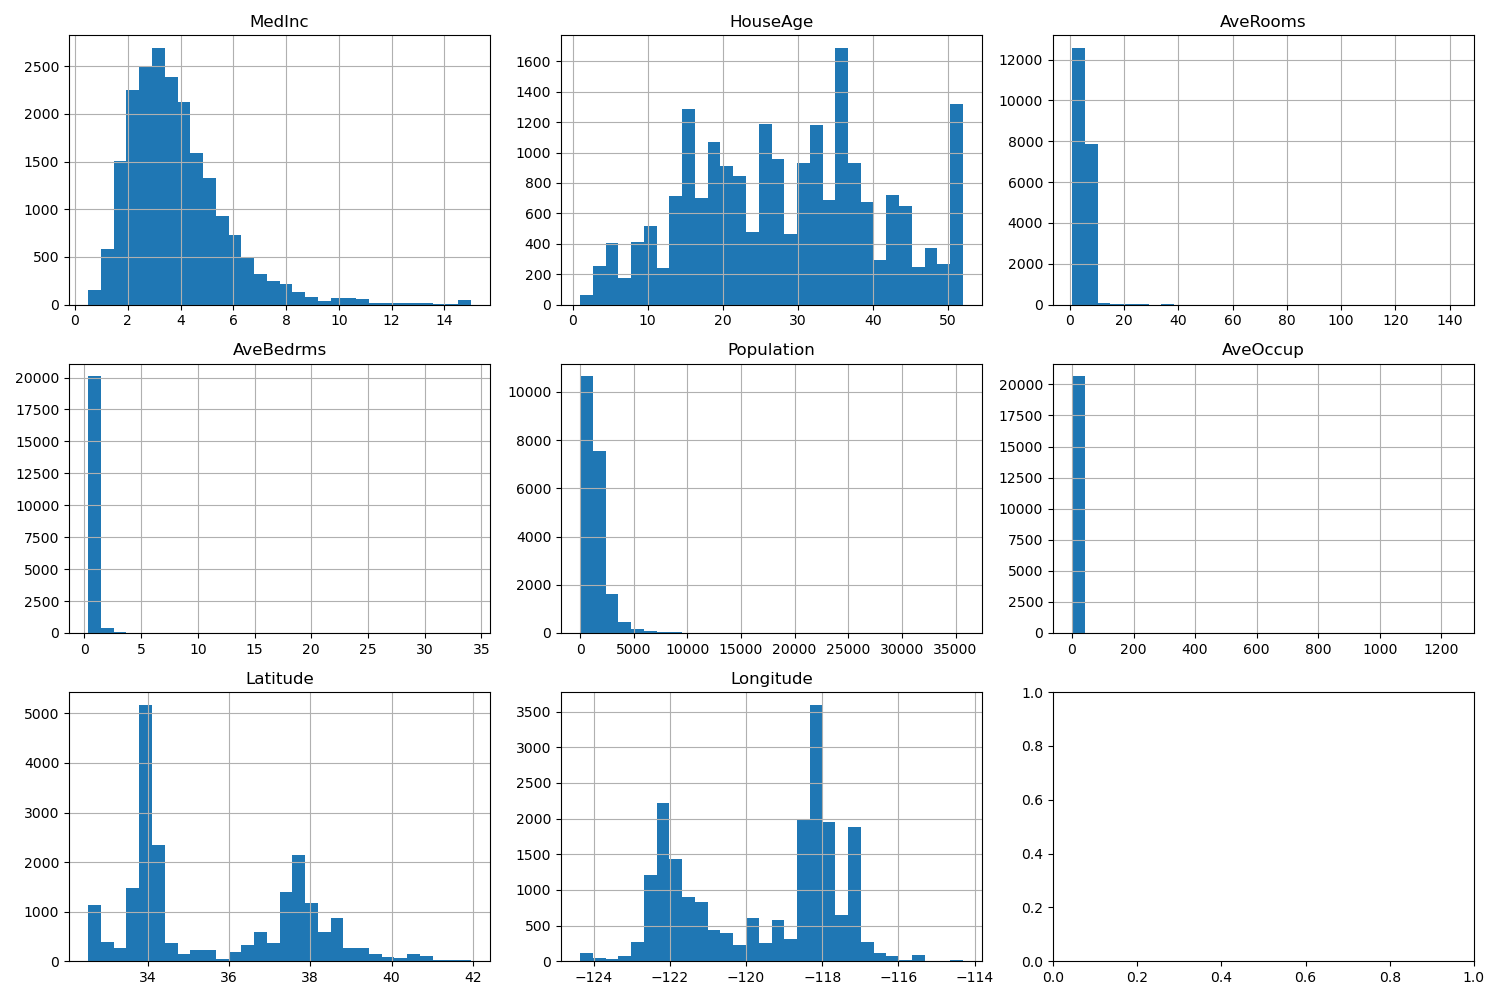 MedInc HouseAge AveRooms
2500 2000 1500 1000 500 0
0 2 4 6 8 10 12 14
1600 1400 1200 1000 800 600 400 200 0
0 10 20 30 40 50
12000 10000 8000 6000 4000 2000 0
0 20 40 60 80 100 120 140
AveBedrms Population AveOccup
20000 17500 15000 12500 10000 7500 5000 2500 0
0 5 10 15 20 25 30 35
10000 8000 6000 4000 2000 0
0 5000 10000 15000 20000 25000 30000 35000
20000 17500 15000 12500 10000 7500 5000 2500 0
0 200 400 600 800 1000 1200
Latitude Longitude
5000 4000 3000 2000 1000 0
34 36 38 40 42
3500 3000 2500 2000 1500 1000 500 0
−124 −122 −120 −118 −116 −114
1.0 0.8 0.6 0.4 0.2 0.0
0.0 0.2 0.4 0.6 0.8 1.0